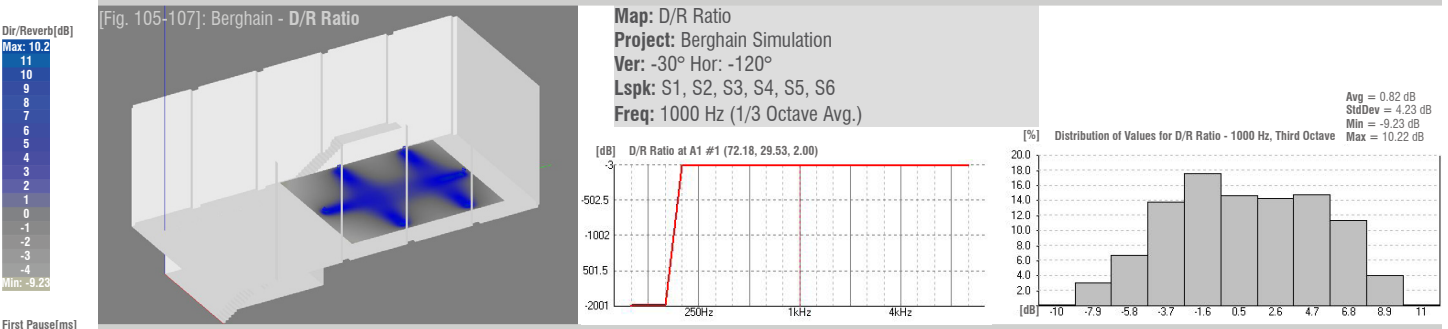 Dir/Reverb[dB]
Max: 10.2
11
10
9
8
7
6
5
4
3
2
1
0
-1
-2
-3
-4
Min: -9.23
First Pause[ms]
[Fig. 105-107]: Berghain - D/R Ratio
Map: D/R Ratio
Project: Berghain Simulation
Ver: -30° Hor: -120°
Lspk: S1, S2, S3, S4, S5, S6
Freq: 1000 Hz (1/3 Octave Avg.)
[dB] D/R Ratio at A1 #1 (72.18, 29.53, 2.00)
-3
-502.5
-1002
501.5
-2001
250Hz 1kHz 4kHz
Avg = 0.82 dB
StdDev = 4.23 dB
Min = -9.23 dB
Max = 10.22 dB
[%] Distribution of Values for D/R Ratio - 1000 Hz, Third Octave
20.0
18.0
16.0
14.0
12.0
10.0
8.0
6.0
4.0
2.0
[dB] -10 -7.9 -5.8 -3.7 -1.6 0.5 2.6 4.7 6.8 8.9 11